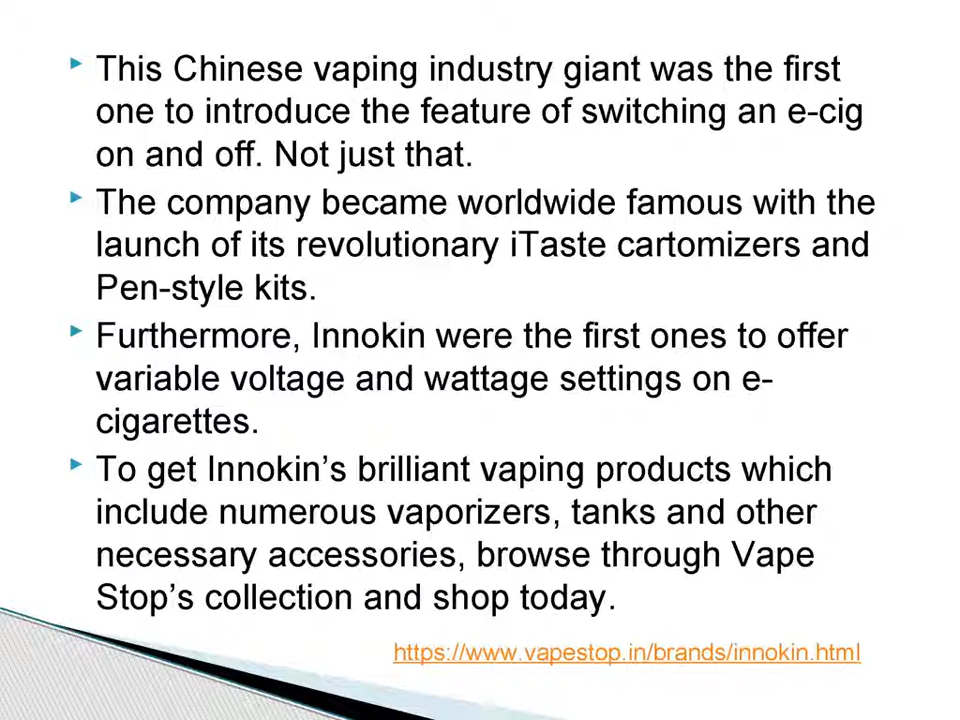 This Chinese vaping industry giant was the first
one to introduce the feature of switching an e-cig
on and off. Not just that.
The company became worldwide famous with the
launch of its revolutionary iTaste cartomizers and
Pen-style kits.
Furthermore, Innokin were the first ones to offer
variable voltage and wattage settings on e-
cigarettes.
To get Innokin’s brilliant vaping products which
include numerous vaporizers, tanks and other
necessary accessories, browse through Vape
Stop’s collection and shop today.
https://www.vapestop.in/brands/innokin.html